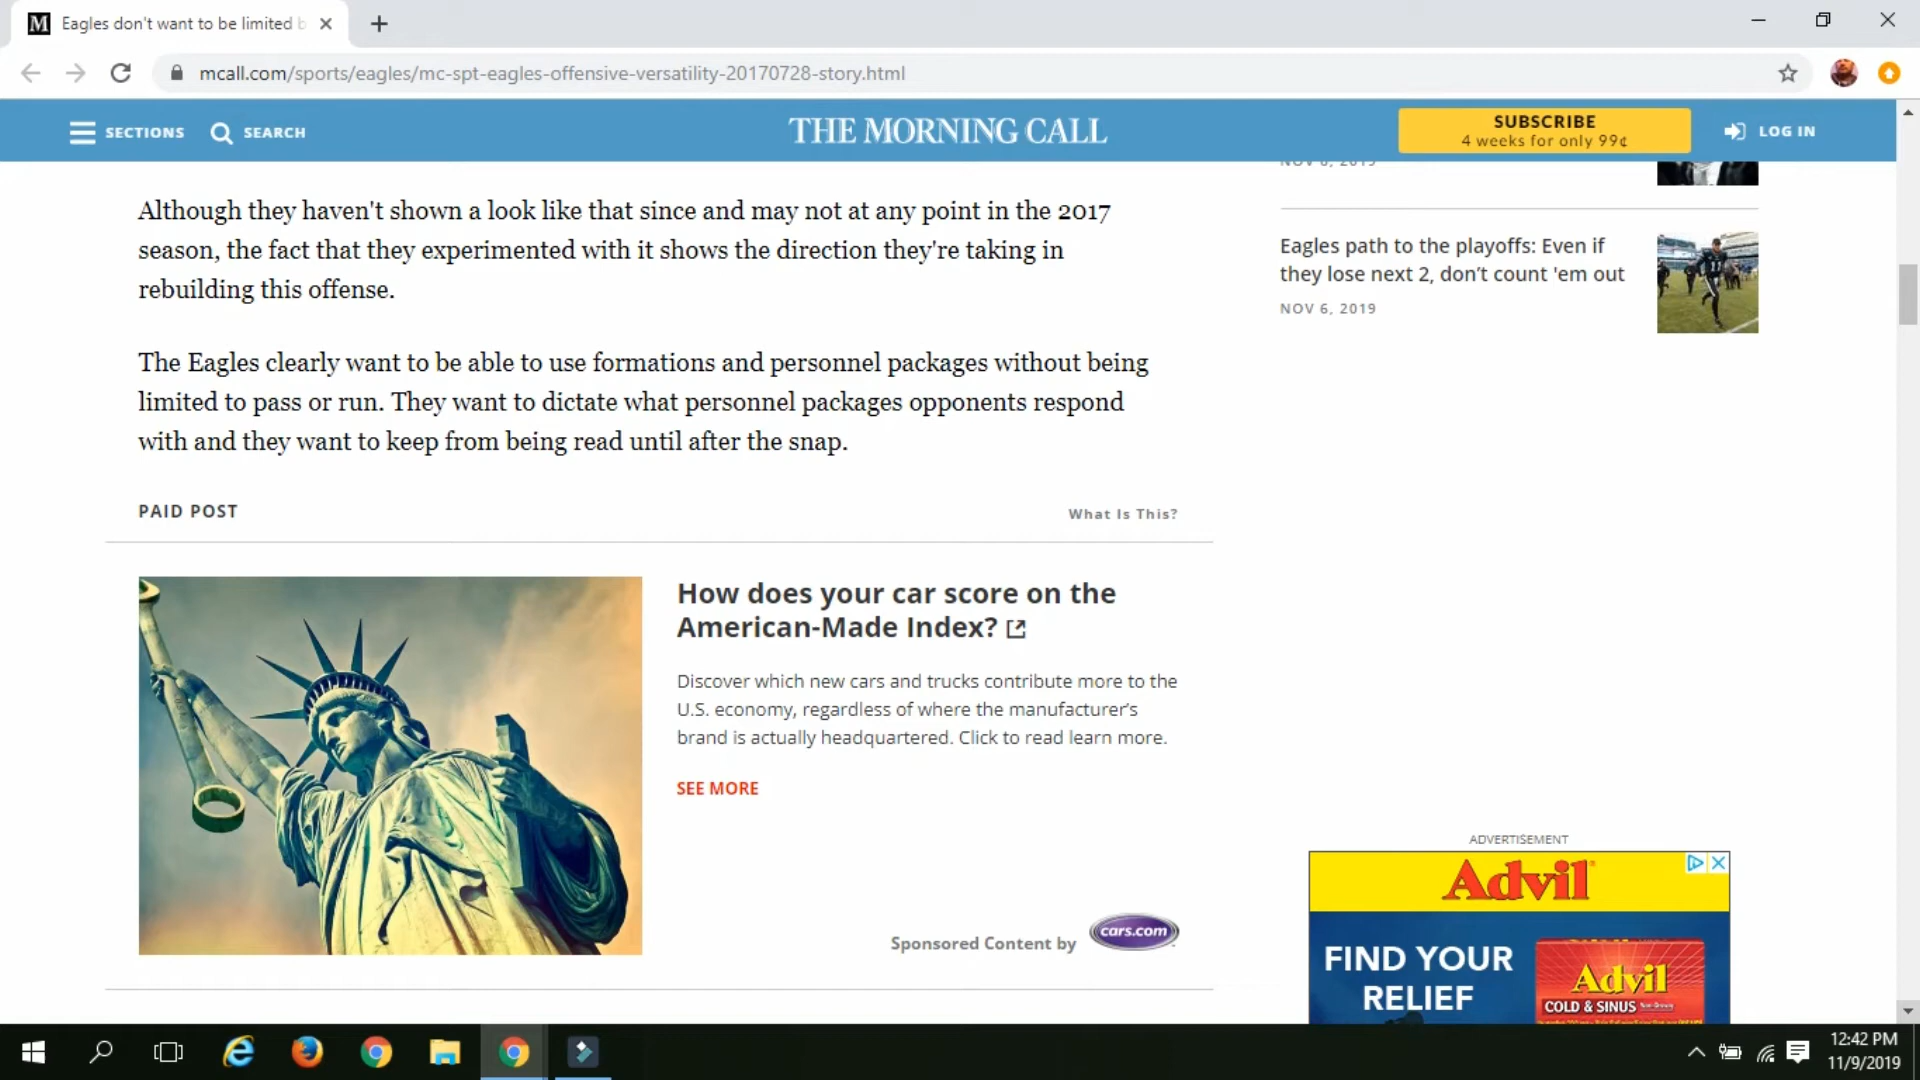 M Eagles don't want to be limited b
mcall.com/sports/eagles/mc-spt-eagles-offensive-versatility-20170728-story.html
SECTIONS
SEARCH
THE MORNING CALL
SUBSCRIBE
4 weeks for only 99¢
LOG IN
Although they haven't shown a look like that since and may not at any point in the 2017
season, the fact that they experimented with it shows the direction they're taking in
rebuilding this offense.
The Eagles clearly want to be able to use formations and personnel packages without being
limited to pass or run. They want to dictate what personnel packages opponents respond
with and they want to keep from being read until after the snap.
PAID POST
What Is This?
How does your car score on the
American-Made Index?
Discover which new cars and trucks contribute more to the
U.S. economy, regardless of where the manufacturer's
brand is actually headquartered. Click to read learn more.
SEE MORE
Sponsored Content by
cars.com
Eagles path to the playoffs: Even if
they lose next 2, don't count 'em out
NOV 6, 2019
ADVERTISEMENT
Advil
FIND YOUR
RELIEF
Advil
COLD & SINUS
12:42 PM
11/9/2019